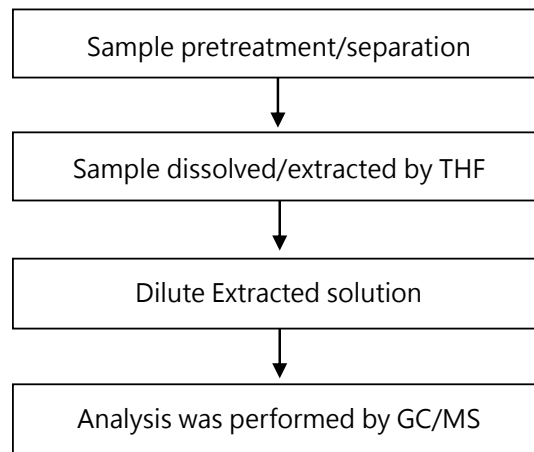 Sample pretreatment/separation
Sample dissolved/extracted by THF
Dilute Extracted solution
Analysis was performed by GC/MS